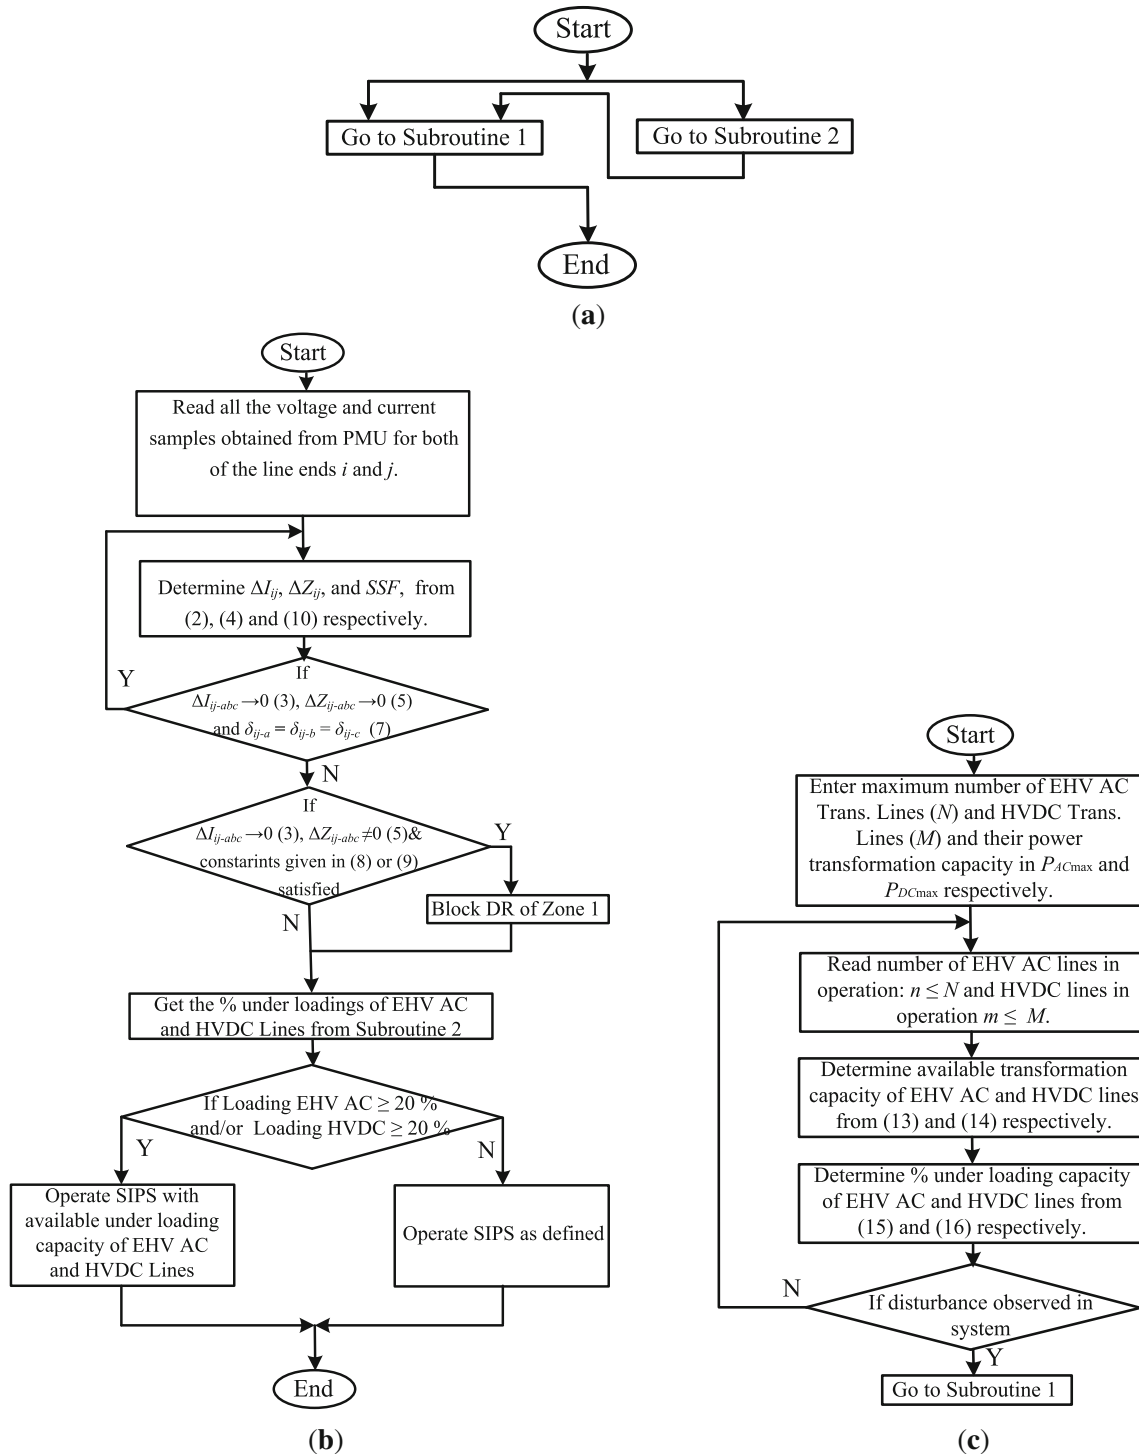 Start
Go to Subroutine 1
Go to Subroutine 2
End
(a)
Start
Read all the voltage and current
samples obtained from PMU for both
of the line ends i and j.
Determine ΔIij, ΔZij, and SSF, from
(2), (4) and (10) respectively.
If
ΔIij-abc→0 (3), ΔZij-abc→0 (5)
and δij-a = δij-b = δij-c (7)
Y
N
If
ΔIij-abc→0 (3), ΔZij-abc≠0 (5)&
constarints given in (8) or (9)
satisfied
Y
N
Block DR of Zone 1
Get the % under loadings of EHV AC
and HVDC Lines from Subroutine 2
If Loading EHV AC ≥ 20 %
and/or Loading HVDC ≥ 20 %
Y
N
Operate SIPS with
available under loading
capacity of EHV AC
and HVDC Lines
Operate SIPS as defined
End
(b)
Start
Enter maximum number of EHV AC
Trans. Lines (N) and HVDC Trans.
Lines (M) and their power
transformation capacity in PACmax and
PDCmax respectively.
Read number of EHV AC lines in
operation: n ≤ N and HVDC lines in
operation m ≤ M.
Determine available transformation
capacity of EHV AC and HVDC lines
from (13) and (14) respectively.
Determine % under loading capacity
of EHV AC and HVDC lines from
(15) and (16) respectively.
N
If disturbance observed in
system
Y
Go to Subroutine 1
(c)